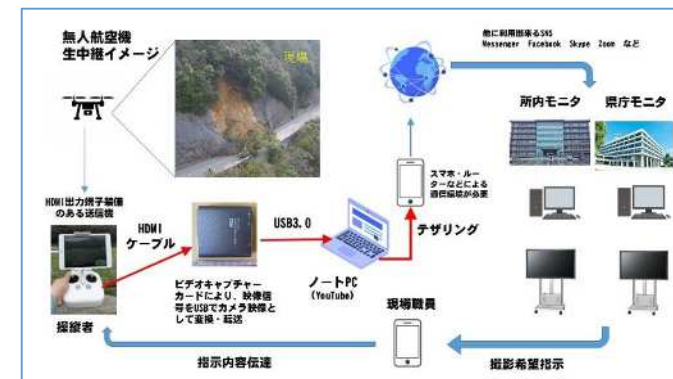 無人航空機
生中継イメージ
現場
他に利用出来るSNS
Messenger Facebook Skype Zoom など
所内モニタ
県庁モニタ
HDMI出力端子装備
のある送信機
HDMI
ケーブル
USB3.0
スマホ・ルー
ターなどによる
通信環境が必要
テザリング
ビデオキャプチャー
カードにより、映像信
号をUSBでカメラ映像と
して変換・転送
ノートPC
(YouTube)
操縦者
現場職員
指示内容伝達
撮影希望指示